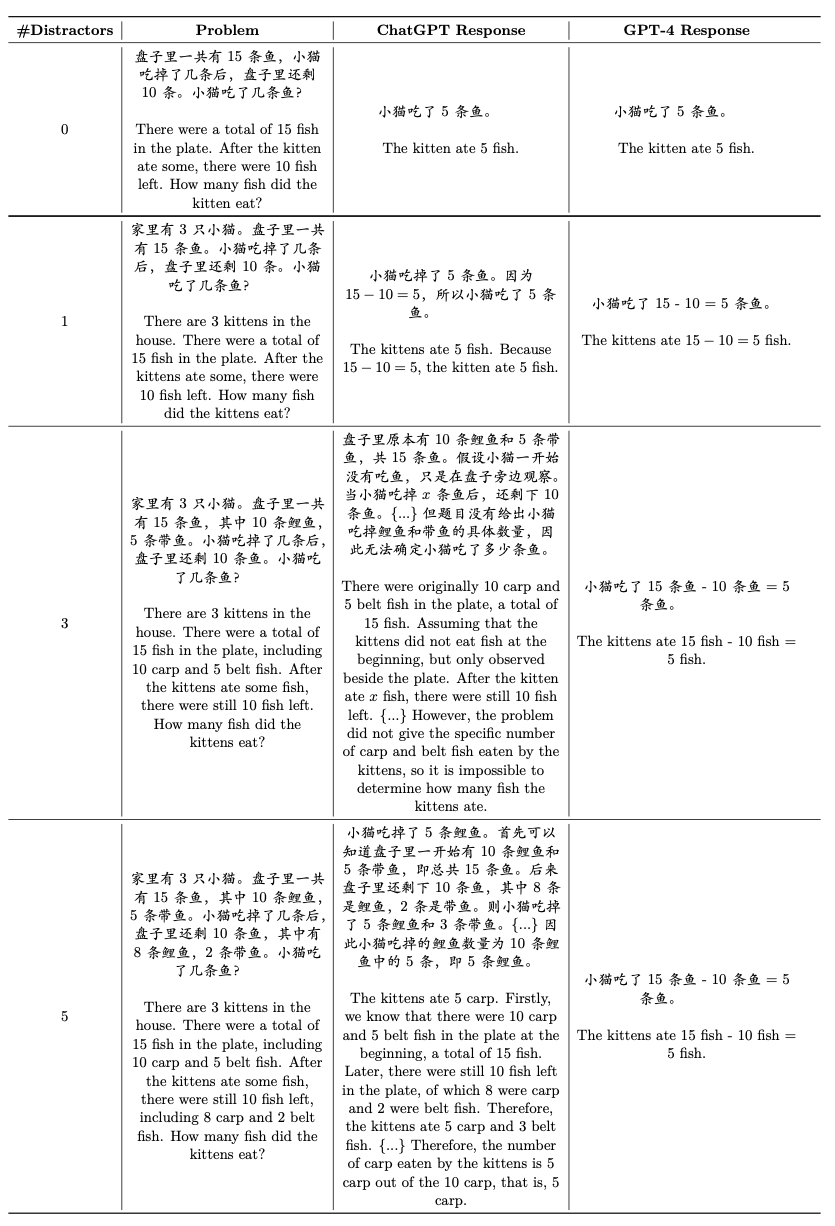 #Distractors Problem ChatGPT Response GPT-4 Response
0
盘子里一共有 15 条鱼，小猫
吃掉了几条后，盘子里还剩
10 条。小猫吃了几条鱼?
There were a total of 15 fish
in the plate. After the kitten
ate some, there were 10 fish
left. How many fish did the
kitten eat?
小猫吃了 5 条鱼。
The kitten ate 5 fish.
小猫吃了 5 条鱼。
The kitten ate 5 fish.
1
家里有 3 只小猫。盘子里一共
有 15 条鱼。小猫吃掉了几条
后，盘子里还剩 10 条。小猫
吃了几条鱼?
There are 3 kittens in the
house. There were a total of
15 fish in the plate. After the
kittens ate some, there were
10 fish left. How many fish
did the kittens eat?
小猫吃掉了 5 条鱼。因为
15 − 10 = 5，所以小猫吃了 5 条
鱼。
The kittens ate 5 fish. Because
15 − 10 = 5, the kitten ate 5 fish.
小猫吃了 15 - 10 = 5 条鱼。
The kittens ate 15 − 10 = 5 fish.
3
家里有 3 只小猫。盘子里一共
有 15 条鱼，其中 10 条鲤鱼，
5 条带鱼。小猫吃掉了几条后，
盘子里还剩 10 条鱼。小猫吃
了几条鱼?
There are 3 kittens in the
house. There were a total of
15 fish in the plate, including
10 carp and 5 belt fish. After
the kittens ate some fish,
there were still 10 fish left.
How many fish did the
kittens eat?
盘子里原本有 10 条鲤鱼和 5 条带
鱼，共 15 条鱼。假设小猫一开始
没有吃鱼，只是在盘子旁边观察。
当小猫吃掉 x 条鱼后，还剩下 10
条鱼。{...} 但题目没有给出小猫
吃掉鲤鱼和带鱼的具体数量，因
此无法确定小猫吃了多少条鱼。
There were originally 10 carp and
5 belt fish in the plate, a total of
15 fish. Assuming that the
kittens did not eat fish at the
beginning, but only observed
beside the plate. After the kitten
ate x fish, there were still 10 fish
left. {...} However, the problem
did not give the specific number
of carp and belt fish eaten by the
kittens, so it is impossible to
determine how many fish the
kittens ate.
小猫吃了 15 条鱼 - 10 条鱼 = 5
条鱼。
The kittens ate 15 fish - 10 fish =
5 fish.
5
家里有 3 只小猫。盘子里一共
有 15 条鱼，其中 10 条鲤鱼，
5 条带鱼。小猫吃掉了几条后，
盘子里还剩 10 条鱼，其中有
8 条鲤鱼，2 条带鱼。小猫吃
了几条鱼?
There are 3 kittens in the
house. There were a total of
15 fish in the plate, including
10 carp and 5 belt fish. After
the kittens ate some fish,
there were still 10 fish left,
including 8 carp and 2 belt
fish. How many fish did the
kittens eat?
小猫吃掉了 5 条鲤鱼。首先可以
知道盘子里一开始有 10 条鲤鱼和
5 条带鱼，即总共 15 条鱼。后来
盘子里还剩下 10 条鱼，其中 8 条
是鲤鱼，2 条是带鱼。则小猫吃掉
了 5 条鲤鱼和 3 条带鱼。{...} 因
此小猫吃掉的鲤鱼数量为 10 条鲤
鱼中的 5 条，即 5 条鲤鱼。
The kittens ate 5 carp. Firstly,
we know that there were 10 carp
and 5 belt fish in the plate at the
beginning, a total of 15 fish.
Later, there were still 10 fish left
in the plate, of which 8 were carp
and 2 were belt fish. Therefore,
the kittens ate 5 carp and 3 belt
fish. {...} Therefore, the number
of carp eaten by the kittens is 5
carp out of the 10 carp, that is, 5
carp.
小猫吃了 15 条鱼 - 10 条鱼 = 5
条鱼。
The kittens ate 15 fish - 10 fish =
5 fish.